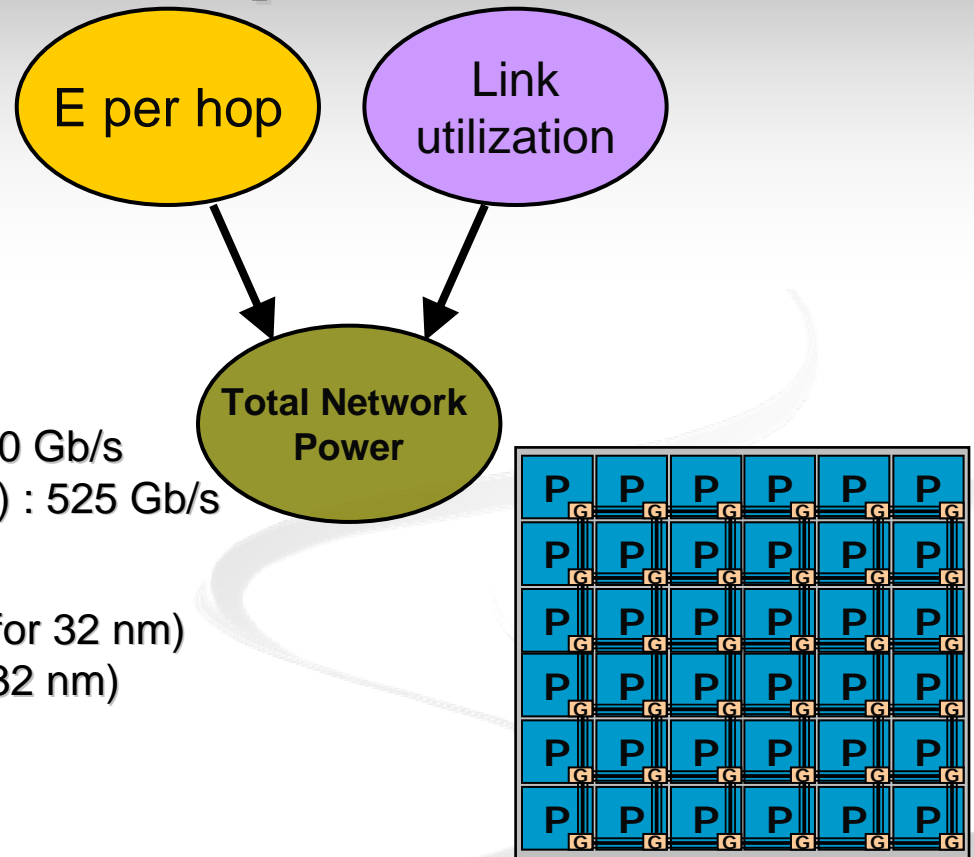 E per hop
Link
utilization
Total Network
Power
0 Gb/s
) : 525 Gb/s
for 32 nm)
32 nm)
P P P P P P
G G G G G G
P P P P P P
G G G G G G
P P P P P P
G G G G G G
P P P P P P
G G G G G G
P P P P P P
G G G G G G
P P P P P P
G G G G G G